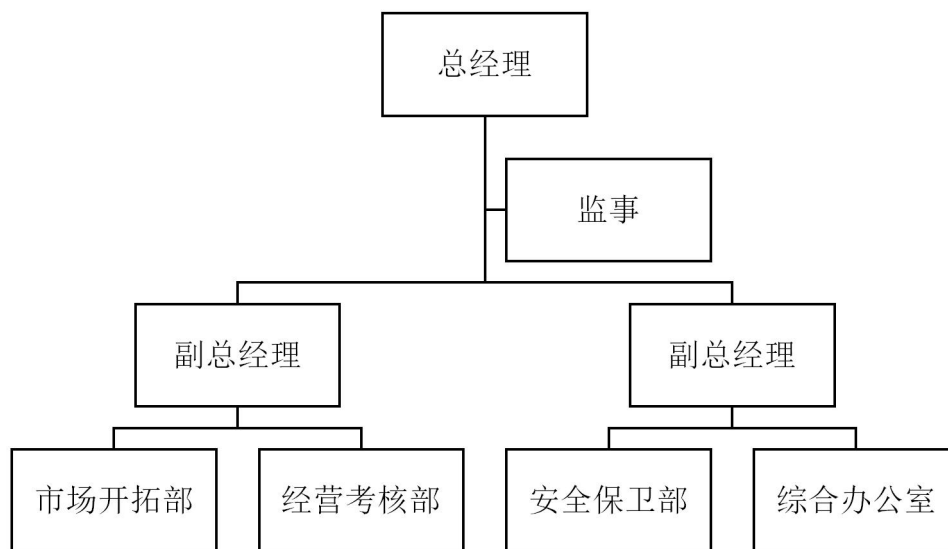 总经理
监事
副总经理
副总经理
市场开拓部
经营考核部
安全保卫部
综合办公室